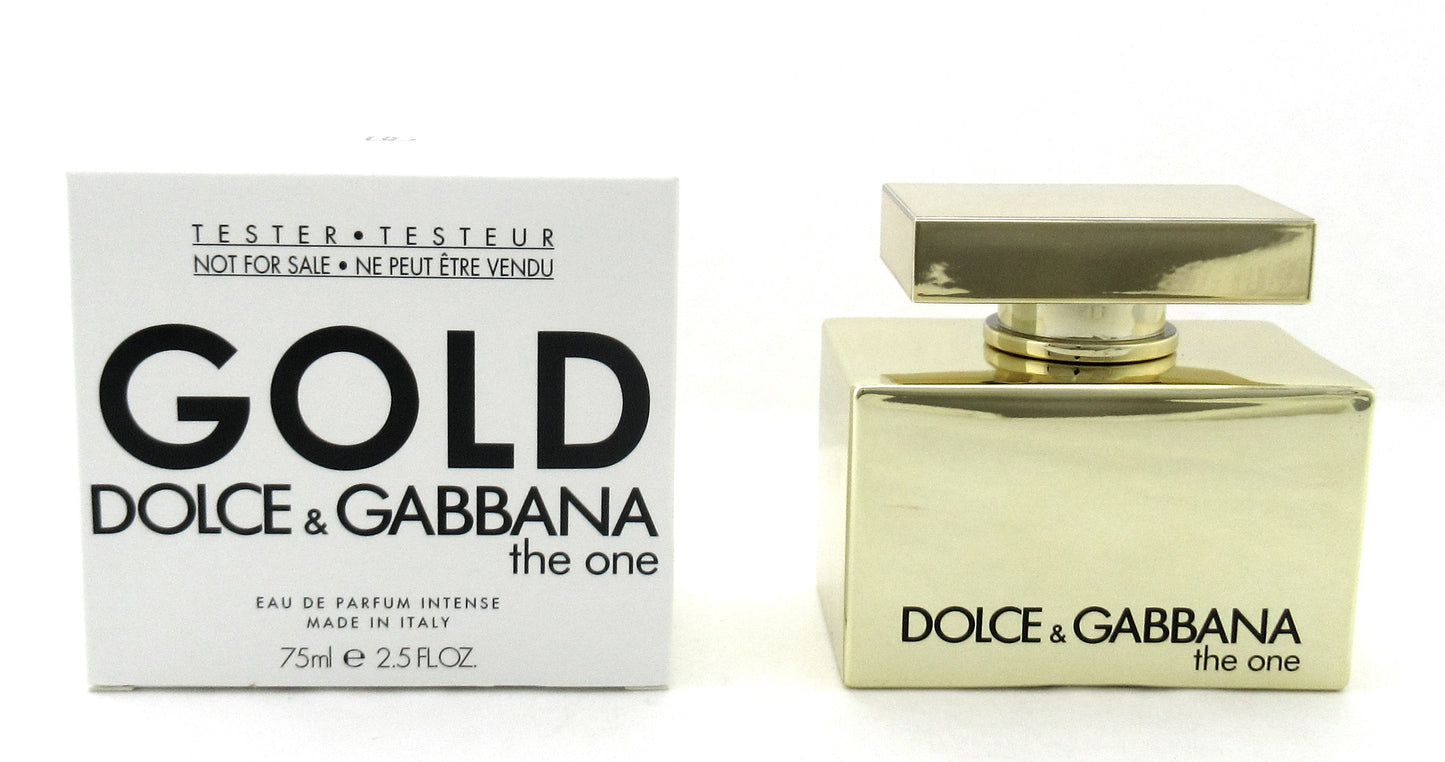 TESTER • TESTEUR
NOT FOR SALE • NE PEUT ÊTRE VENDU
GOLD
DOLCE & GABBANA
the one
EAU DE PARFUM INTENSE
MADE IN ITALY
75ml ℮ 2.5 FL.OZ.
DOLCE & GABBANA
the one